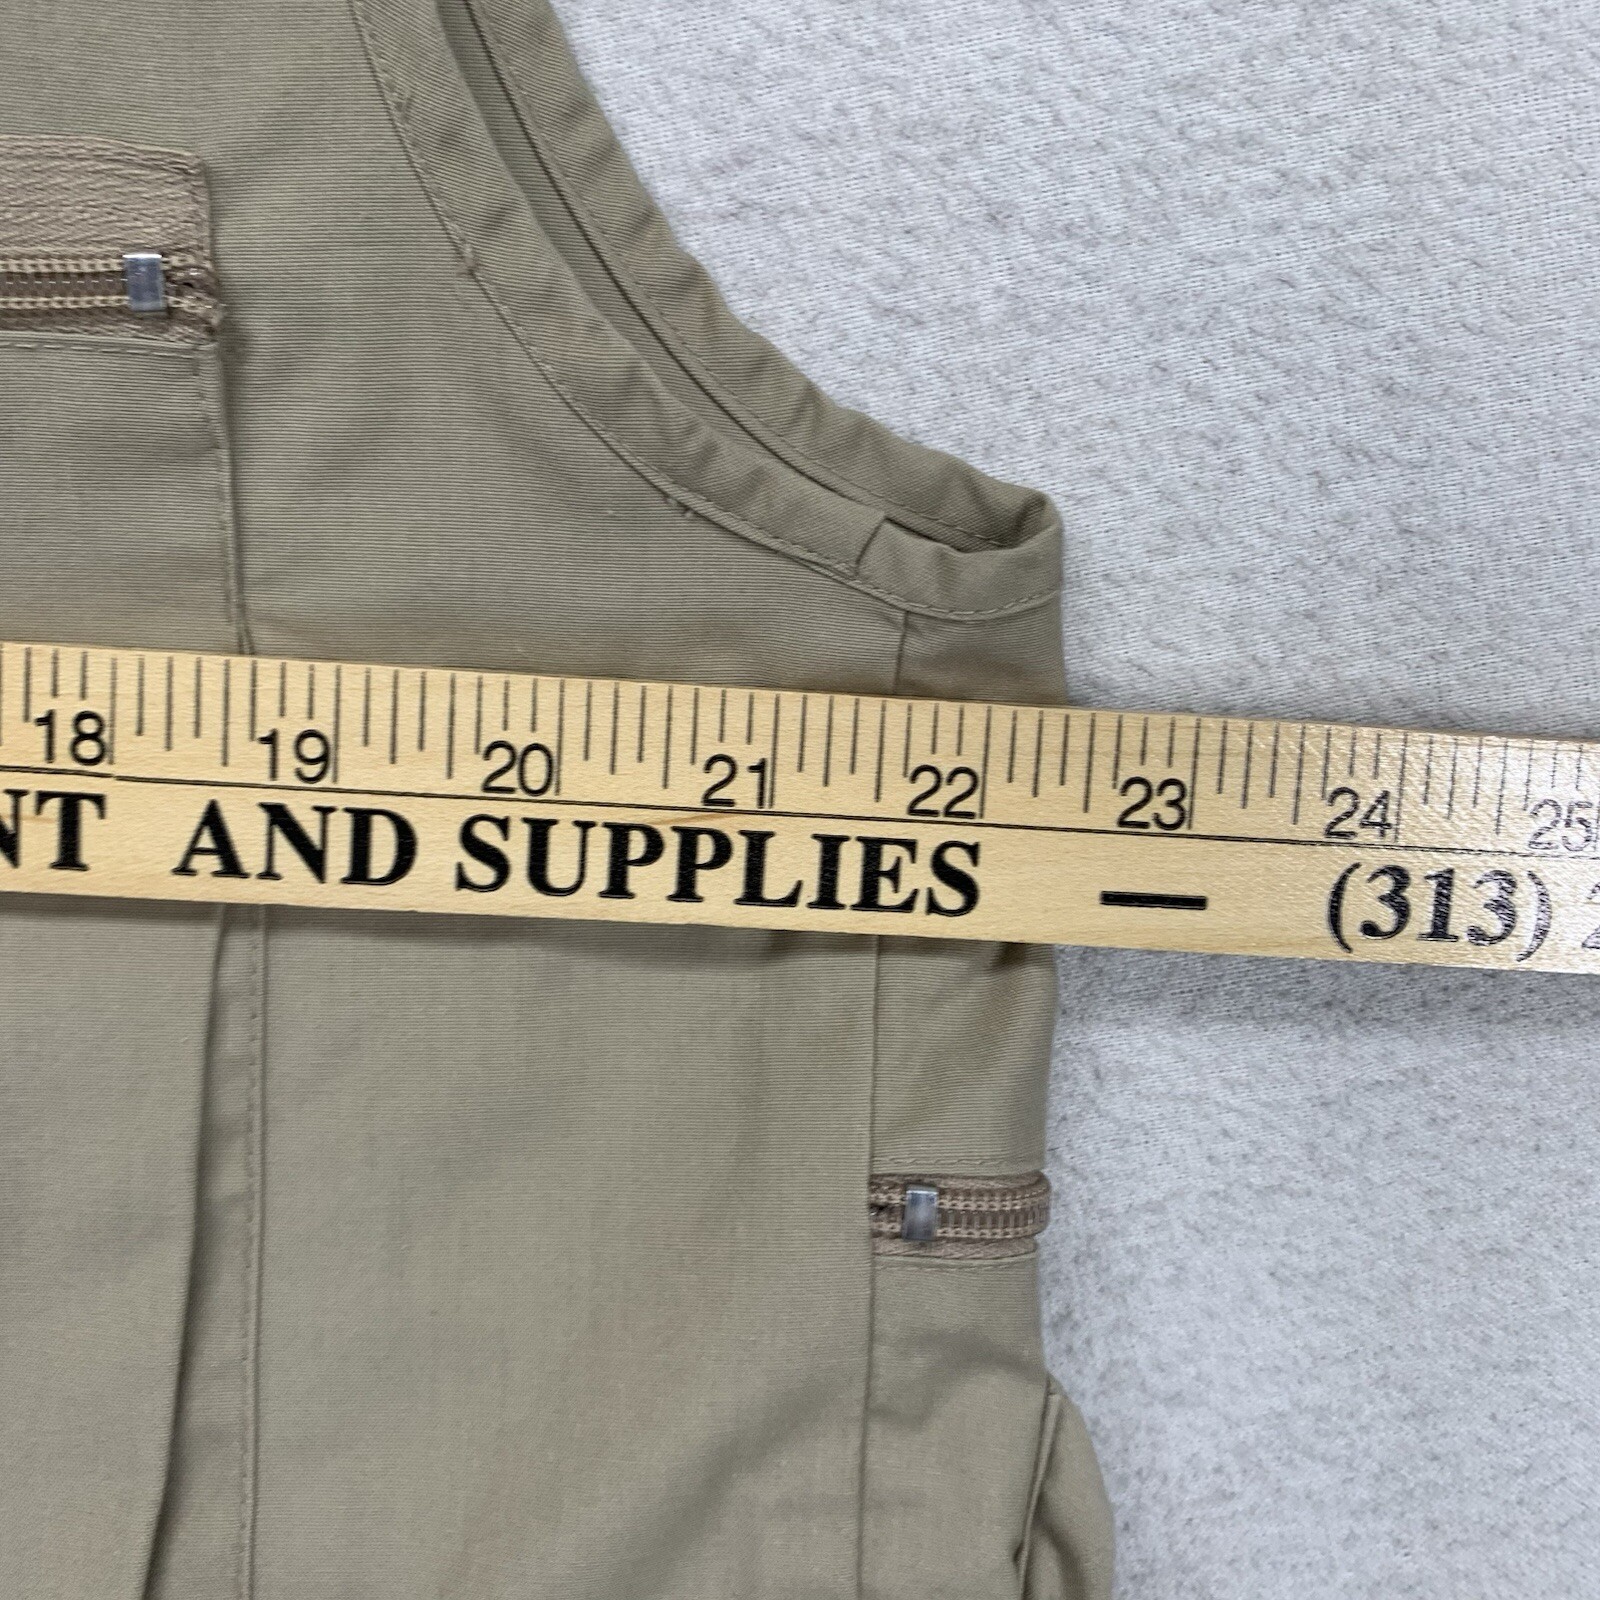 18 19 20 21 22 23 24 25
NT AND SUPPLIES — (313)